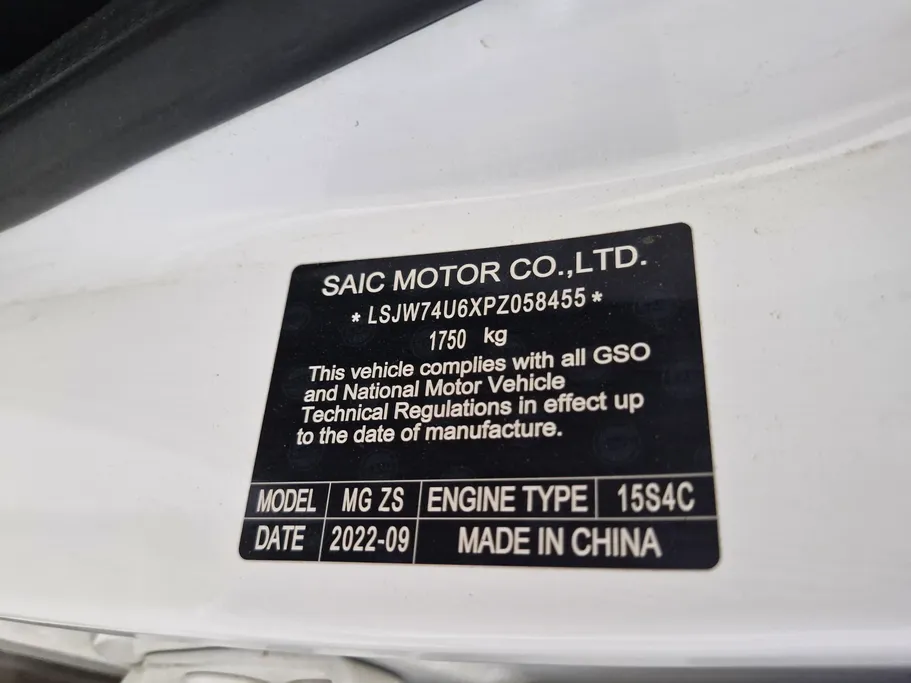 SAIC MOTOR CO.,LTD.
* LSJW74U6XPZ058455 *
1750 kg
This vehicle complies with all GSO
and National Motor Vehicle
Technical Regulations in effect up
to the date of manufacture.
MODEL MG ZS ENGINE TYPE 15S4C
DATE 2022-09 MADE IN CHINA